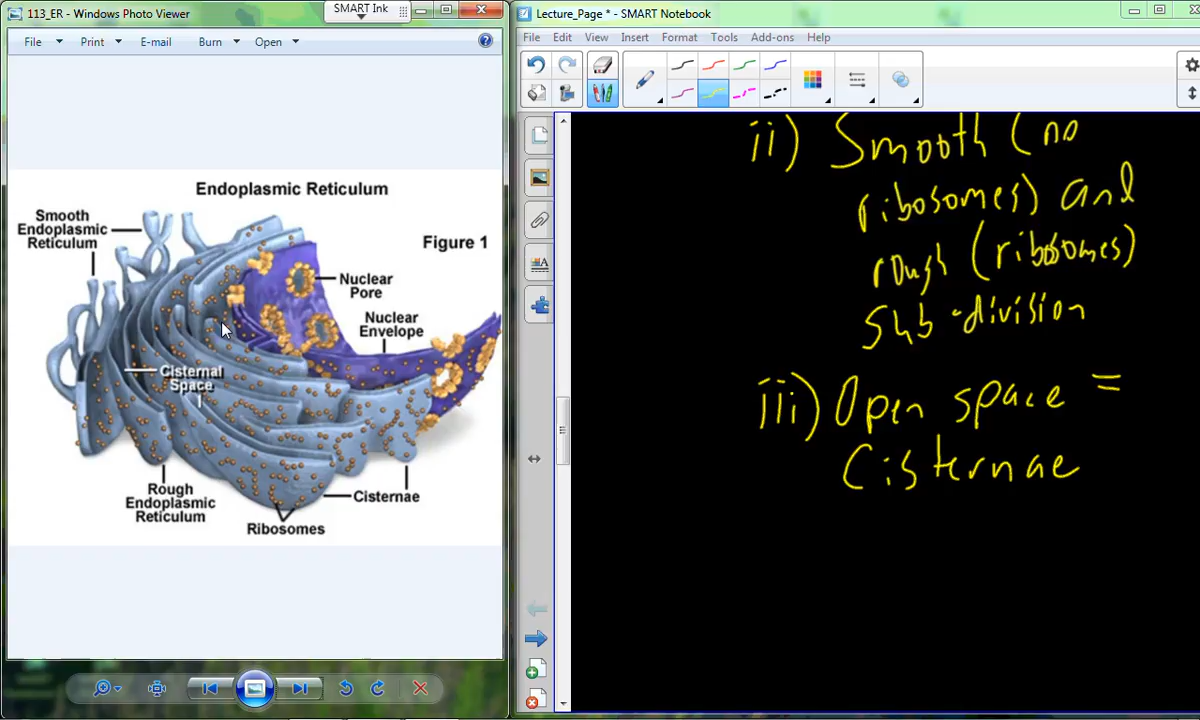 113_ER - Windows Photo Viewer
SMART Ink
File Print E-mail Burn Open
Endoplasmic Reticulum
Smooth
Endoplasmic
Reticulum
Figure 1
Nuclear
Pore
Nuclear
Envelope
Cisternal
Space
Rough
Endoplasmic
Reticulum
Cisternae
Ribosomes
Lecture_Page * - SMART Notebook
File Edit View Insert Format Tools Add-ons Help
ii) Smooth (no
ribosomes) and
rough (ribosomes)
Sub-division
iii) Open space =
Cisternae